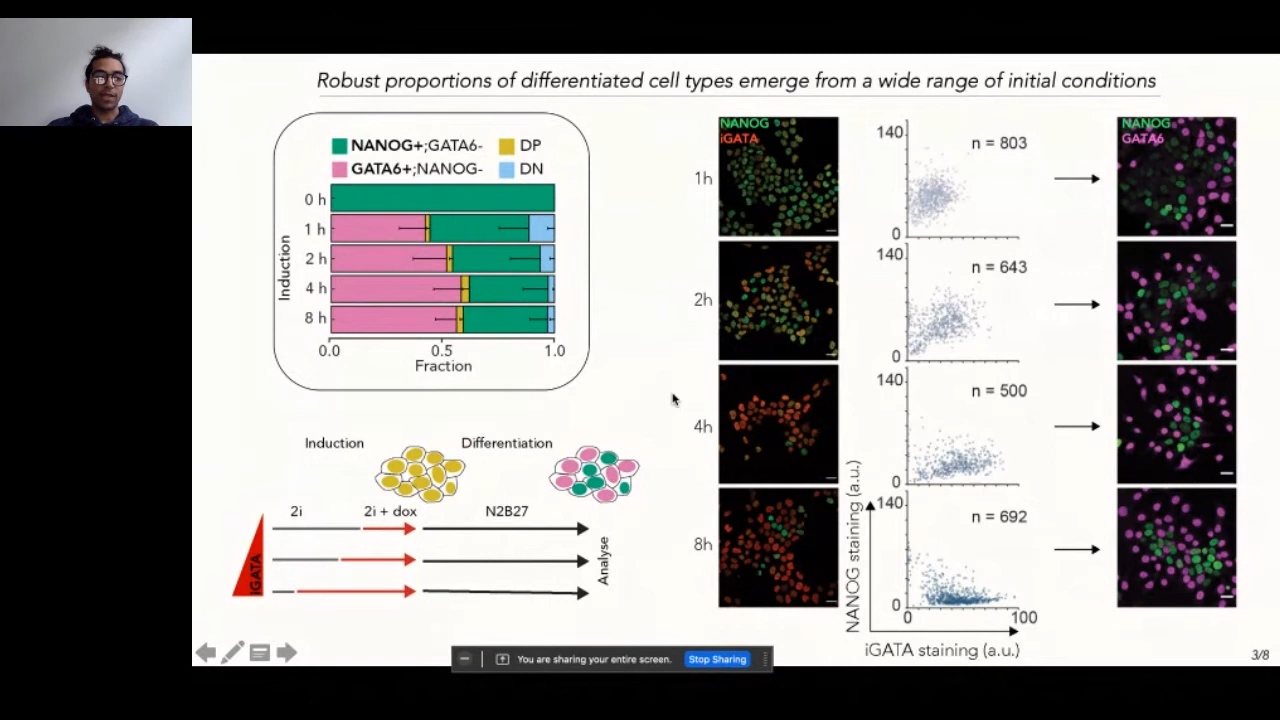 Robust proportions of differentiated cell types emerge from a wide range of initial conditions
NANOG+;GATA6- DP
GATA6+;NANOG- DN
Induction
0 h
1 h
2 h
4 h
8 h
0.0 0.5 1.0
Fraction
Induction Differentiation
2i 2i + dox N2B27
iGATA
Analyse
NANOG
iGATA
1h
140
n = 803
0
NANOG
GATA6
2h
140
n = 643
0
4h
140
n = 500
0
8h
140
n = 692
0
0 100
NANOG staining (a.u.)
iGATA staining (a.u.)
You are sharing your entire screen. Stop Sharing
3/8